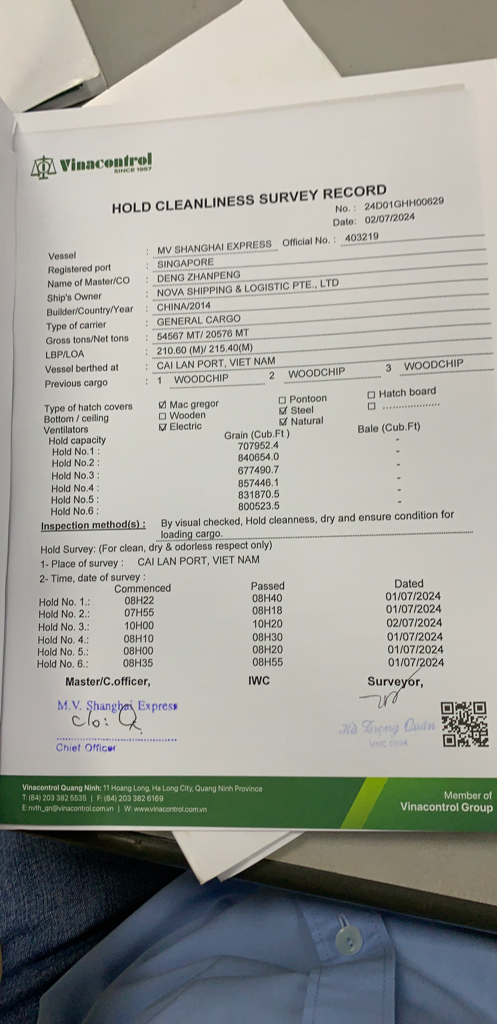 Vinacontrol
SINCE 1957
HOLD CLEANLINESS SURVEY RECORD
No. : 24D01GHH00629
Date: 02/07/2024
Vessel : MV SHANGHAI EXPRESS Official No. : 403219
Registered port : SINGAPORE
Name of Master/CO : DENG ZHANPENG
Ship's Owner : NOVA SHIPPING & LOGISTIC PTE., LTD
Builder/Country/Year : CHINA/2014
Type of carrier : GENERAL CARGO
Gross tons/Net tons : 54567 MT/ 20576 MT
LBP/LOA : 210.60 (M)/ 215.40(M)
Vessel berthed at : CAI LAN PORT, VIET NAM
Previous cargo : 1 WOODCHIP 2 WOODCHIP 3 WOODCHIP
Type of hatch covers ☑ Mac gregor ☐ Pontoon ☐ Hatch board
Bottom / ceiling ☐ Wooden ☑ Steel ☐ ....................
Ventilators ☑ Electric ☑ Natural
Hold capacity Grain (Cub.Ft ) Bale (Cub.Ft)
Hold No.1 : 707952.4 -
Hold No.2 : 840654.0 -
Hold No.3 : 677490.7 -
Hold No.4 : 857446.1 -
Hold No.5 : 831870.5 -
Hold No.6 : 800523.5 -
Inspection method(s) : By visual checked, Hold cleanness, dry and ensure condition for
loading cargo.
Hold Survey: (For clean, dry & odorless respect only)
1- Place of survey : CAI LAN PORT, VIET NAM
2- Time, date of survey :
Commenced Passed Dated
Hold No. 1.: 08H22 08H40 01/07/2024
Hold No. 2.: 07H55 08H18 01/07/2024
Hold No. 3.: 10H00 10H20 02/07/2024
Hold No. 4.: 08H10 08H30 01/07/2024
Hold No. 5.: 08H00 08H20 01/07/2024
Hold No. 6.: 08H35 08H55 01/07/2024
Master/C.officer, IWC Surveyor,
M.V. Shanghai Express
C/o:
Chief Officer
Hà Trọng Quân
Vinacontrol Quang Ninh: 11 Hoang Long, Ha Long City, Quang Ninh Province
T: (84) 203 382 5535 | F: (84) 203 382 6169
E: nvth_qn@vinacontrol.com.vn | W: www.vinacontrol.com.vn
Member of
Vinacontrol Group